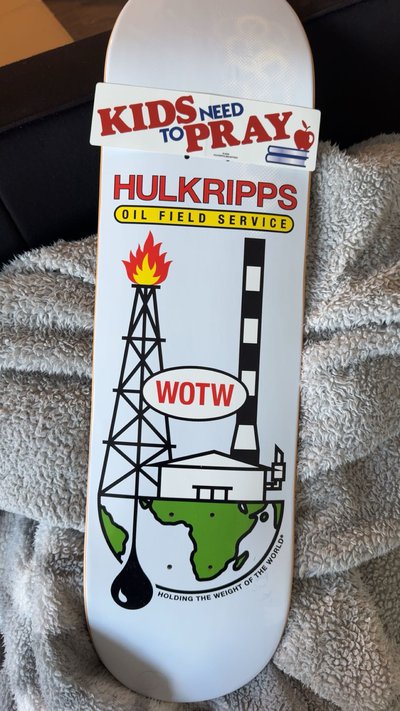 KIDS NEED
TO PRAY
HULKRIPPS
OIL FIELD SERVICE
WOTW
HOLDING THE WEIGHT OF THE WORLD®